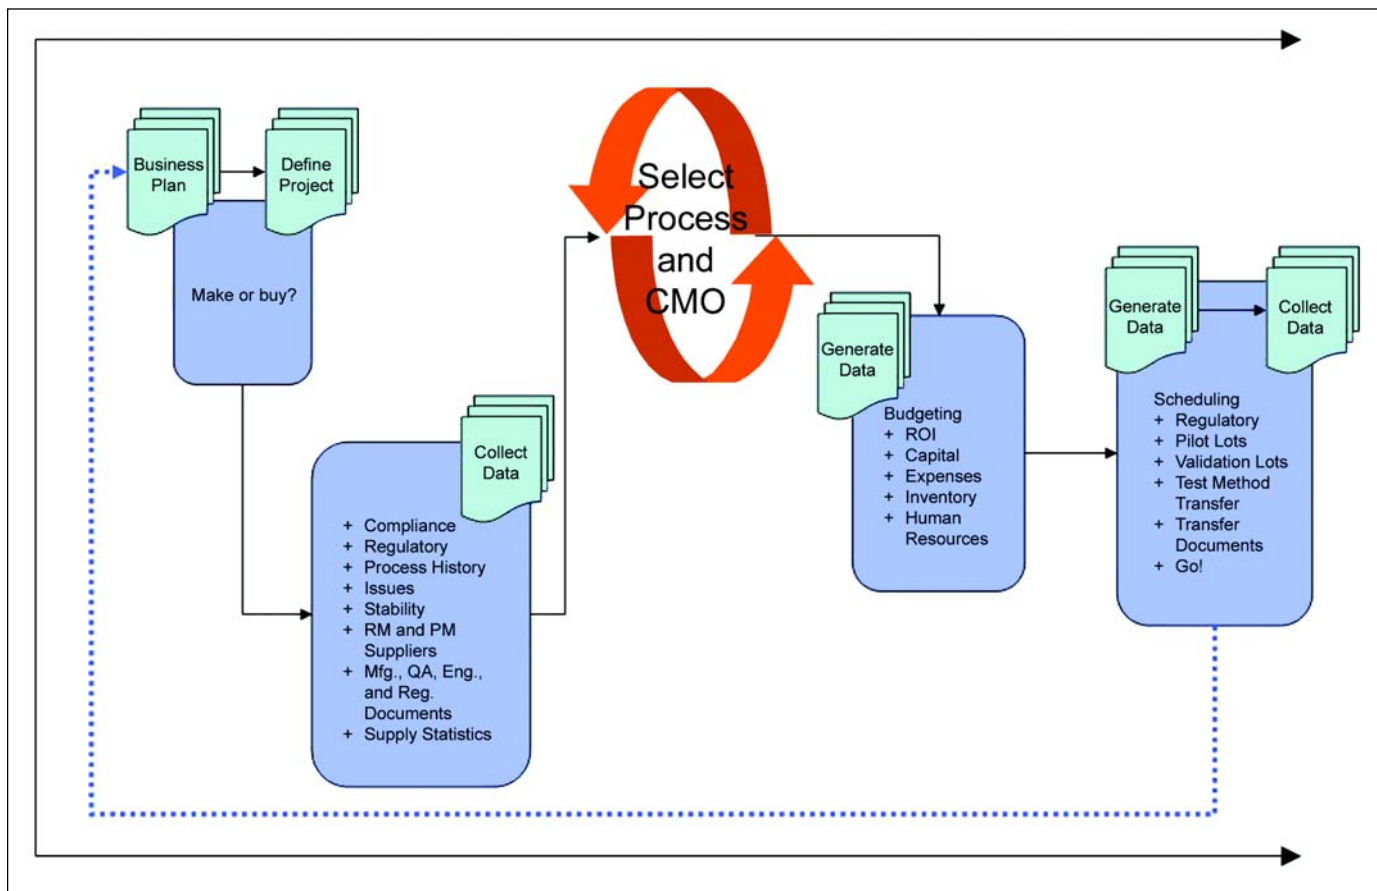 Business
Plan
Define
Project
Make or buy?
Collect
Data
+ Compliance
+ Regulatory
+ Process History
+ Issues
+ Stability
+ RM and PM
Suppliers
+ Mfg., QA, Eng.,
and Reg.
Documents
+ Supply Statistics
Select
Process
and
CMO
Generate
Data
Budgeting
+ ROI
+ Capital
+ Expenses
+ Inventory
+ Human
Resources
Generate
Data
Collect
Data
Scheduling
+ Regulatory
+ Pilot Lots
+ Validation Lots
+ Test Method
Transfer
+ Transfer
Documents
+ Go!